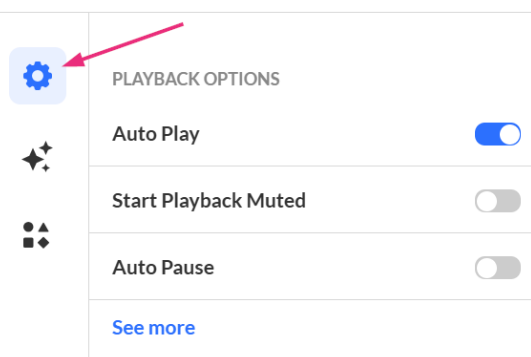 PLAYBACK OPTIONS
Auto Play
Start Playback Muted
Auto Pause
See more